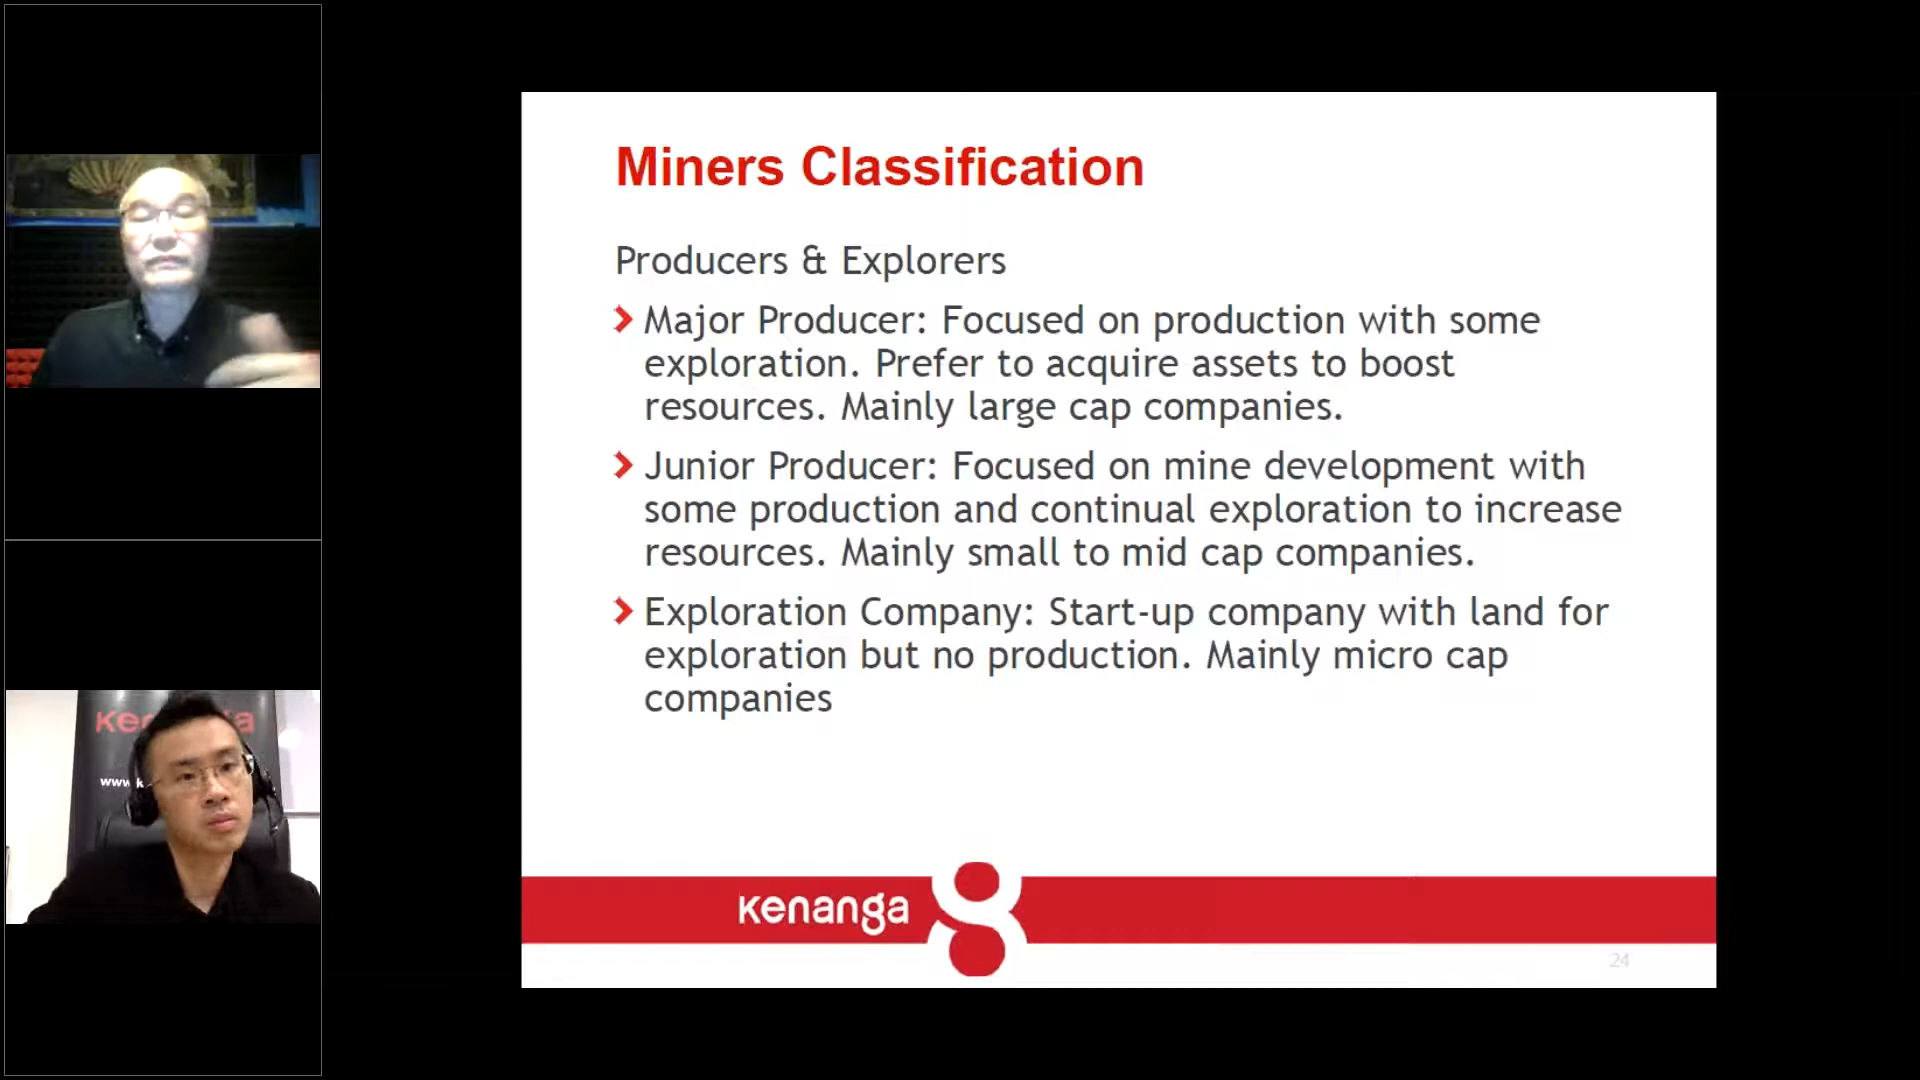 Miners Classification
Producers & Explorers
Major Producer: Focused on production with some
exploration. Prefer to acquire assets to boost
resources. Mainly large cap companies.
Junior Producer: Focused on mine development with
some production and continual exploration to increase
resources. Mainly small to mid cap companies.
Exploration Company: Start-up company with land for
exploration but no production. Mainly micro cap
companies
kenanga
24
www.k